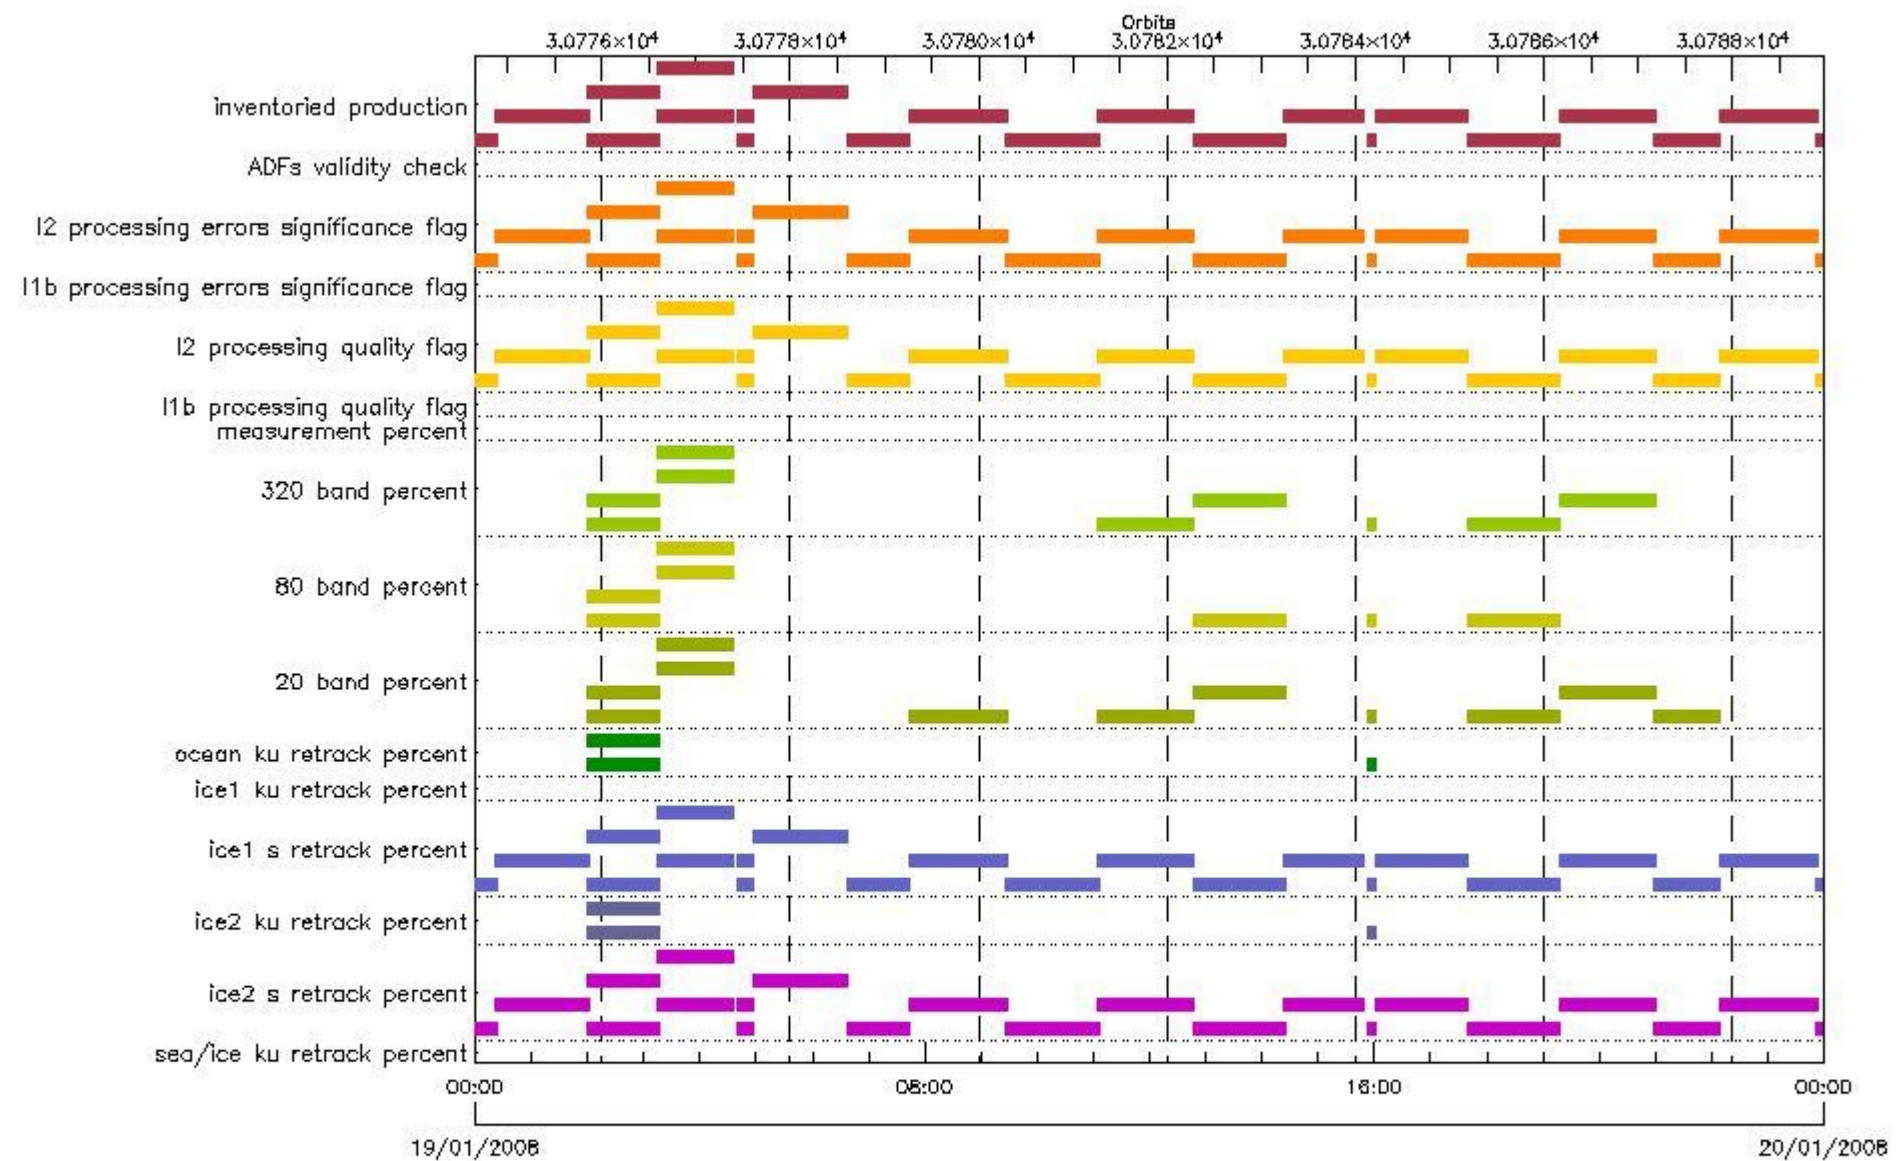 Orbits
3.0776×10⁴ 3.0778×10⁴ 3.0780×10⁴ 3.0782×10⁴ 3.0784×10⁴ 3.0786×10⁴ 3.0788×10⁴
inventoried production
ADFs validity check
l2 processing errors significance flag
l1b processing errors significance flag
l2 processing quality flag
l1b processing quality flag
measurement percent
320 band percent
80 band percent
20 band percent
ocean ku retrack percent
ice1 ku retrack percent
ice1 s retrack percent
ice2 ku retrack percent
ice2 s retrack percent
sea/ice ku retrack percent
00:00 08:00 16:00 00:00
19/01/2008 20/01/2008